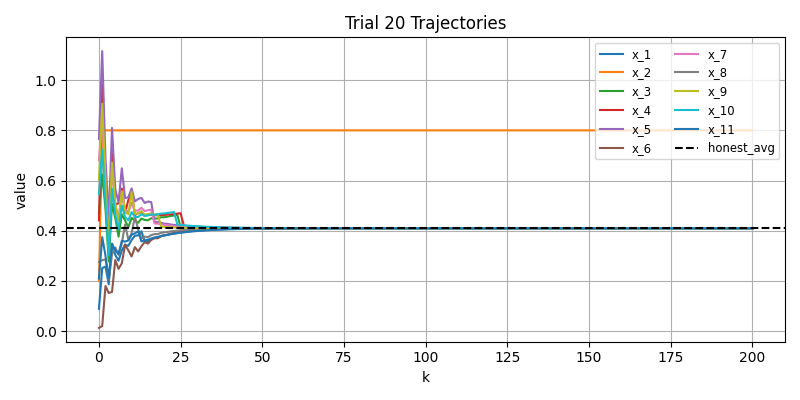 Trial 20 Trajectories
value
1.0
0.8
0.6
0.4
0.2
0.0
x_1
x_2
x_3
x_4
x_5
x_6
x_7
x_8
x_9
x_10
x_11
honest_avg
0 25 50 75 100 125 150 175 200
k